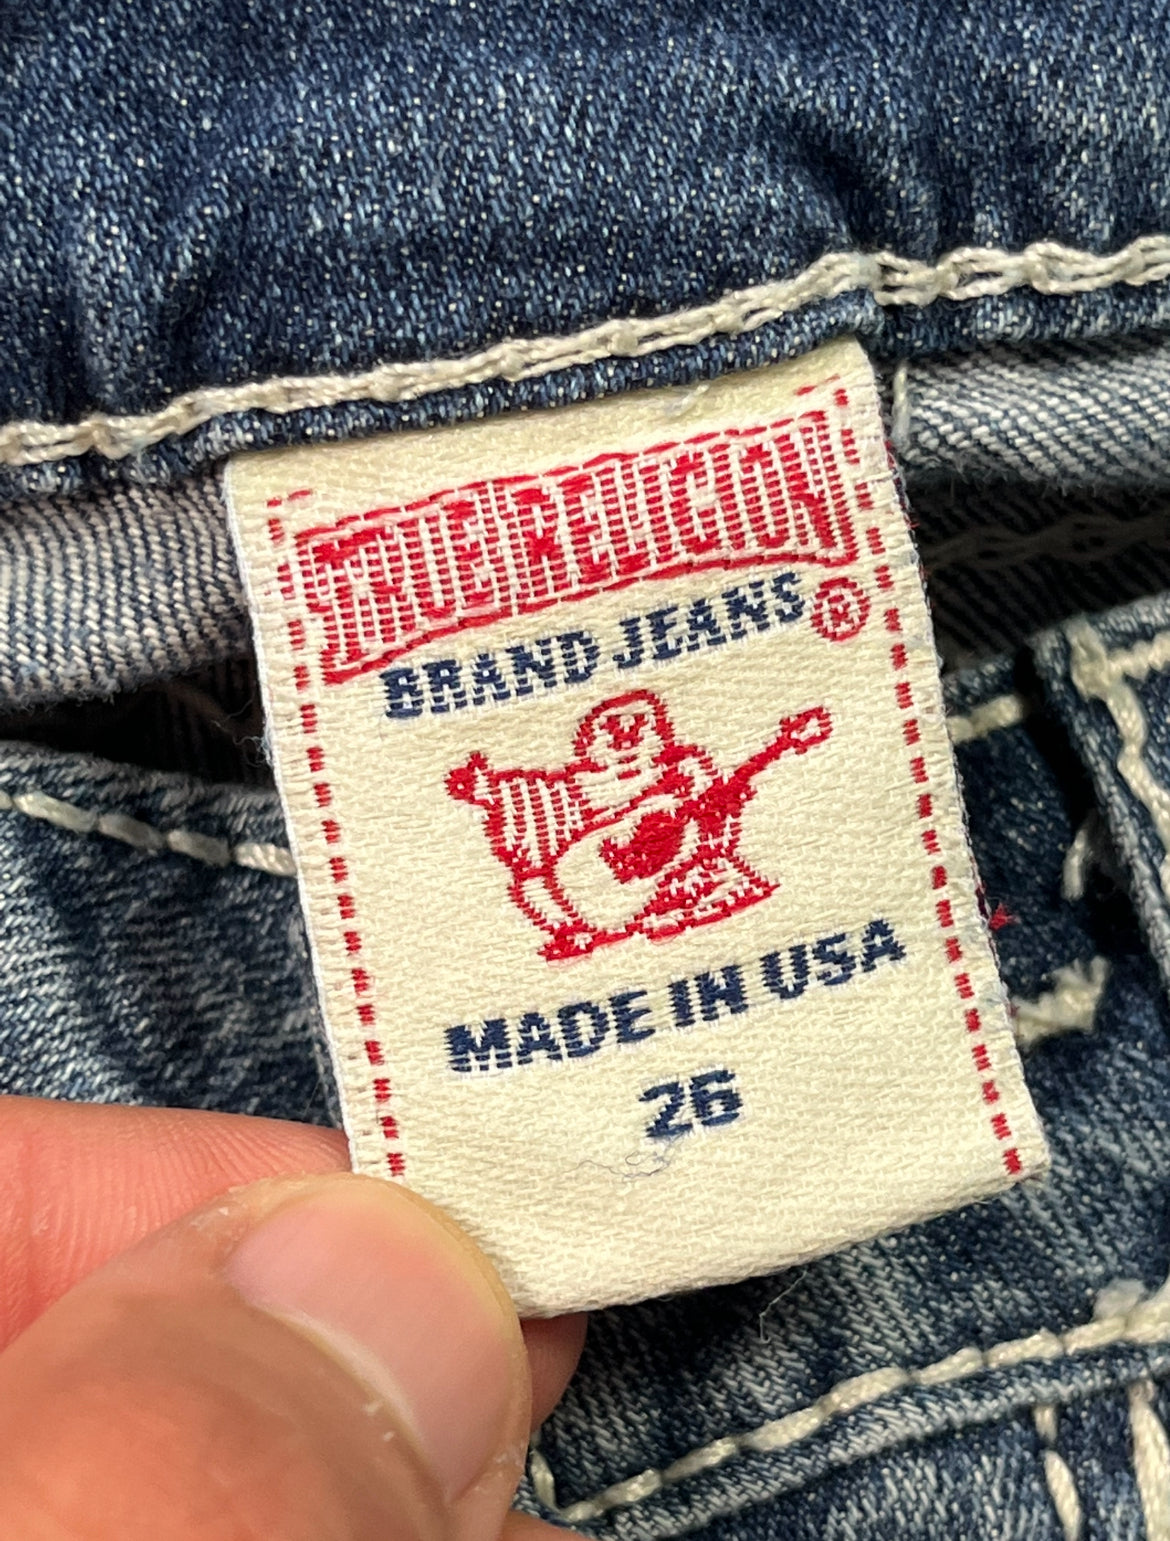 TRUE RELIGION
BRAND JEANS ®
MADE IN USA
26